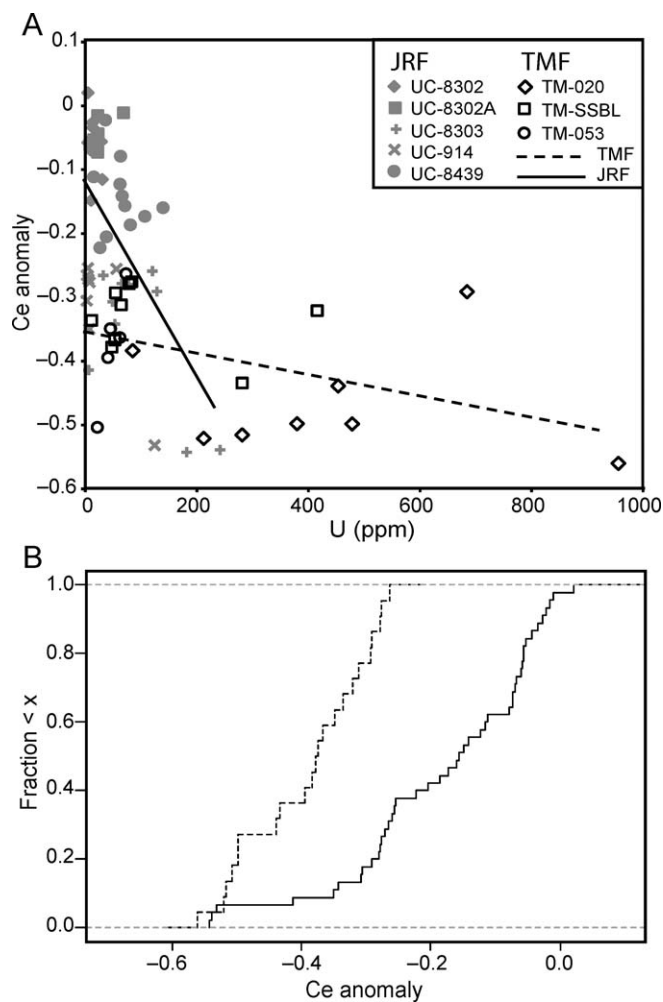 A
JRF TMF
UC-8302 TM-020
UC-8302A TM-SSBL
UC-8303 TM-053
UC-914 TMF
UC-8439 JRF
Ce anomaly
0.1
0
–0.1
–0.2
–0.3
–0.4
–0.5
–0.6
0 200 400 600 800 1000
U (ppm)
B
Fraction < x
1.0
0.8
0.6
0.4
0.2
0.0
–0.6 –0.4 –0.2 0.0
Ce anomaly